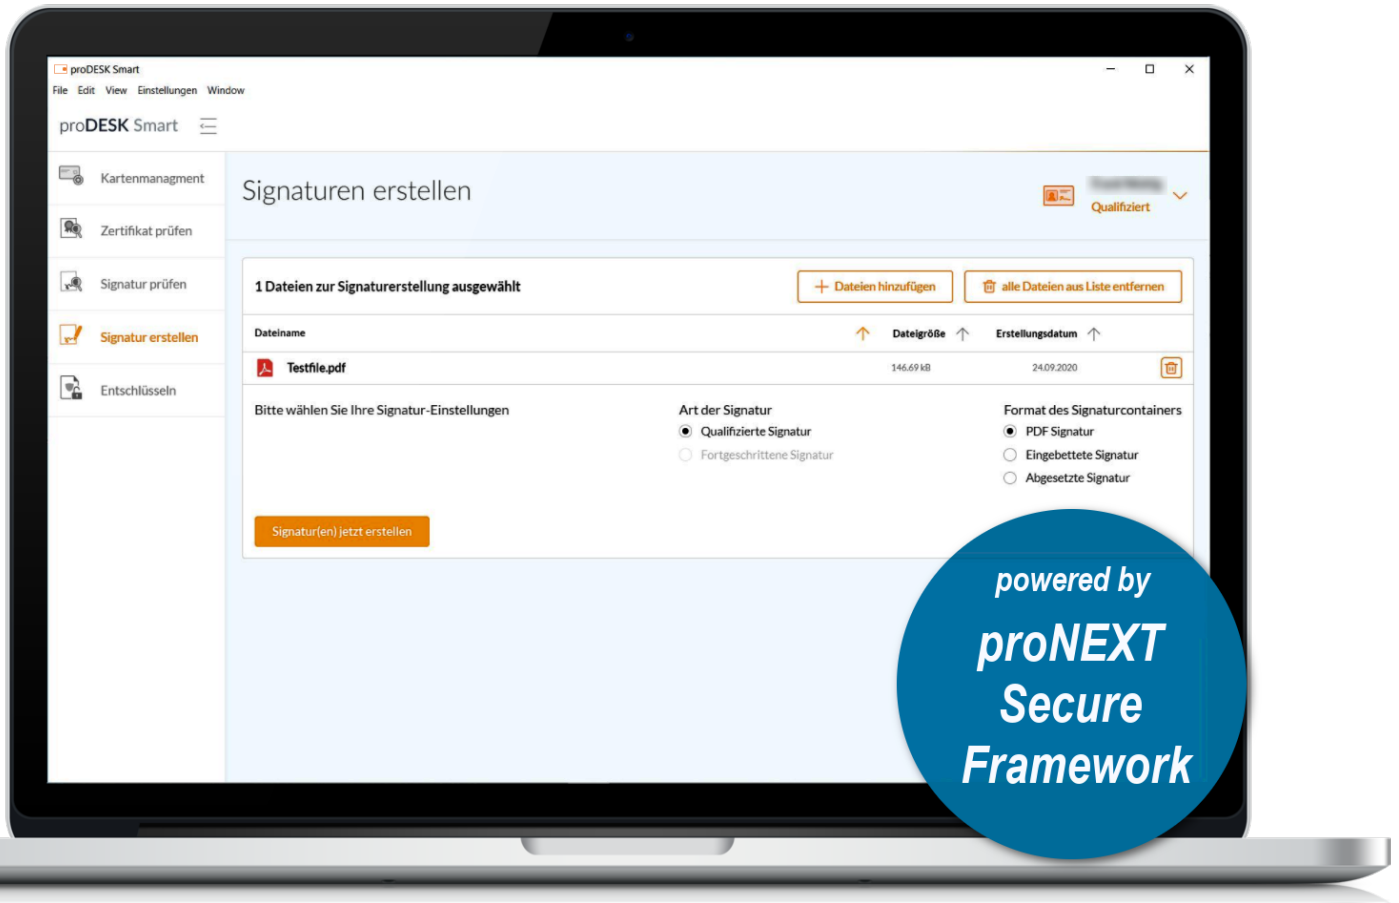 proDESK Smart
File Edit View Einstellungen Window
proDESK Smart
Kartenmanagment
Zertifikat prüfen
Signatur prüfen
Signatur erstellen
Entschlüsseln
Signaturen erstellen
Qualifiziert
1 Dateien zur Signaturerstellung ausgewählt
Dateien hinzufügen
alle Dateien aus Liste entfernen
Dateiname Dateigröße Erstellungsdatum
Testfile.pdf 146.69 kB 24.09.2020
Bitte wählen Sie Ihre Signatur-Einstellungen
Art der Signatur
Qualifizierte Signatur
Fortgeschrittene Signatur
Format des Signaturcontainers
PDF Signatur
Eingebettete Signatur
Abgesetzte Signatur
Signatur(en) jetzt erstellen
powered by
proNEXT
Secure
Framework